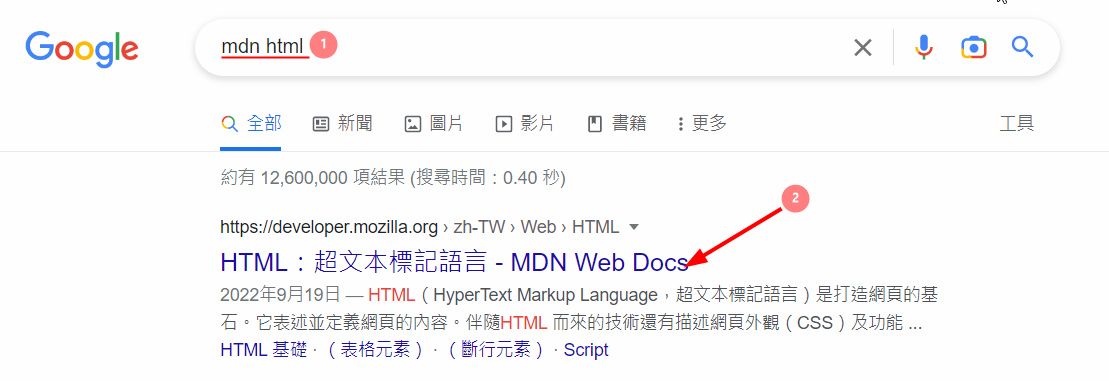 Google
mdn html 1
全部 新聞 圖片 影片 書籍 更多 工具
約有 12,600,000 項結果 (搜尋時間：0.40 秒)
2
https://developer.mozilla.org › zh-TW › Web › HTML
HTML：超文本標記語言 - MDN Web Docs
2022年9月19日 — HTML（HyperText Markup Language，超文本標記語言）是打造網頁的基
石。它表述並定義網頁的內容。伴隨HTML 而來的技術還有描述網頁外觀（CSS）及功能 ...
HTML 基礎 · （表格元素） · （斷行元素） · Script